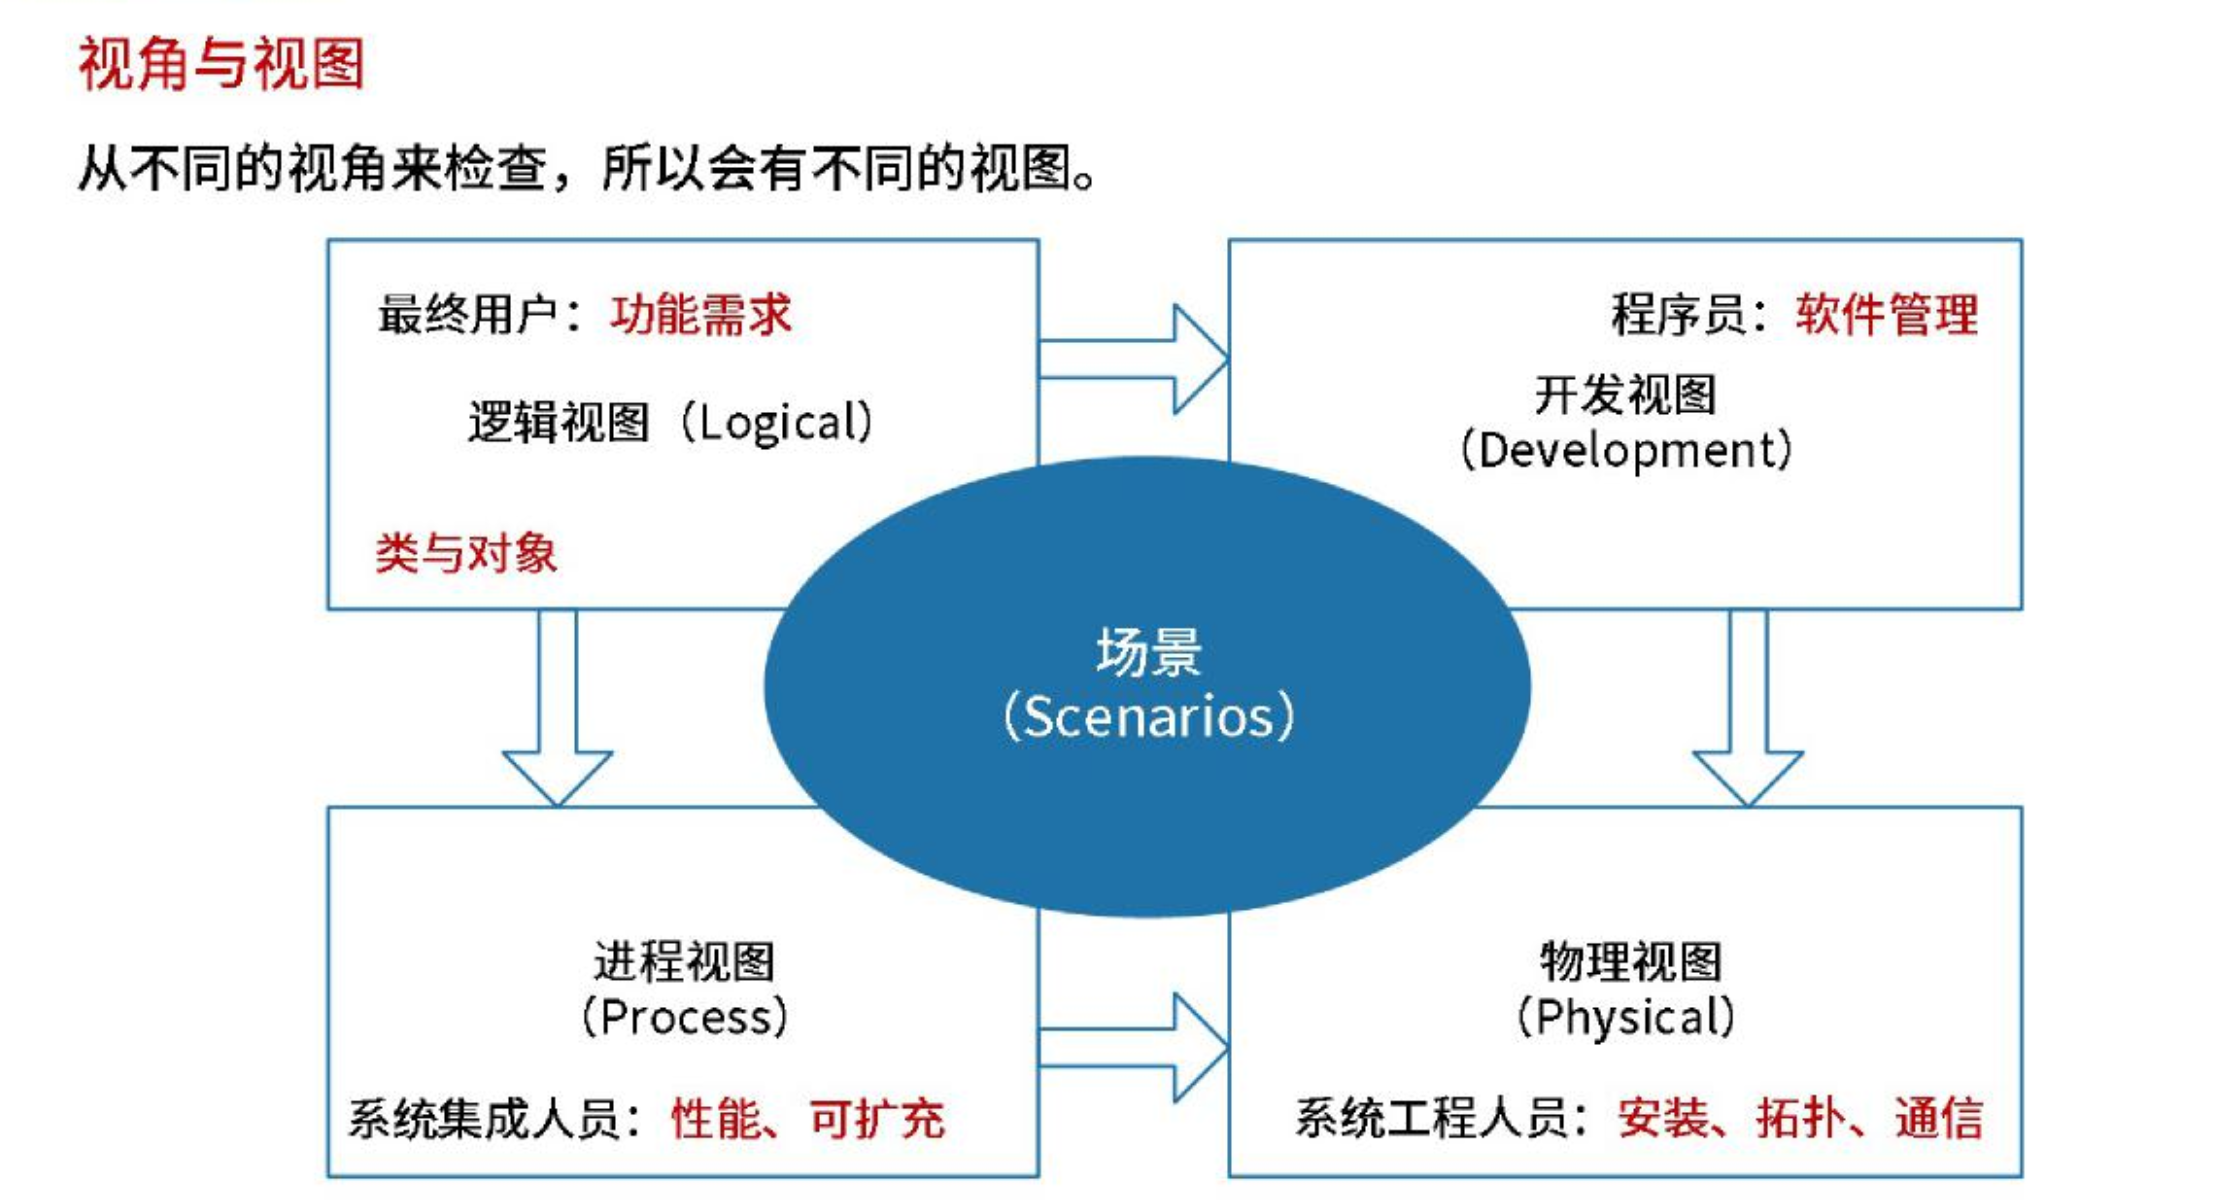 视角与视图
从不同的视角来检查，所以会有不同的视图。
最终用户：功能需求
逻辑视图（Logical）
类与对象
程序员：软件管理
开发视图
（Development）
场景
（Scenarios）
进程视图
（Process）
系统集成人员：性能、可扩充
物理视图
（Physical）
系统工程人员：安装、拓扑、通信